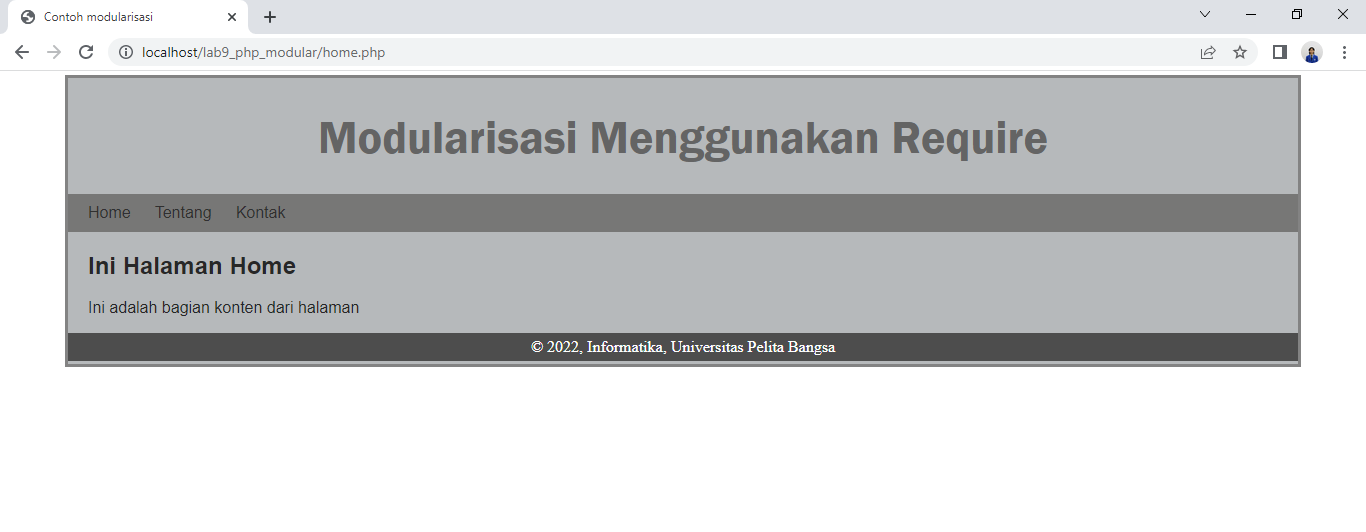 Contoh modularisasi
localhost/lab9_php_modular/home.php
Modularisasi Menggunakan Require
Home Tentang Kontak
Ini Halaman Home
Ini adalah bagian konten dari halaman
© 2022, Informatika, Universitas Pelita Bangsa